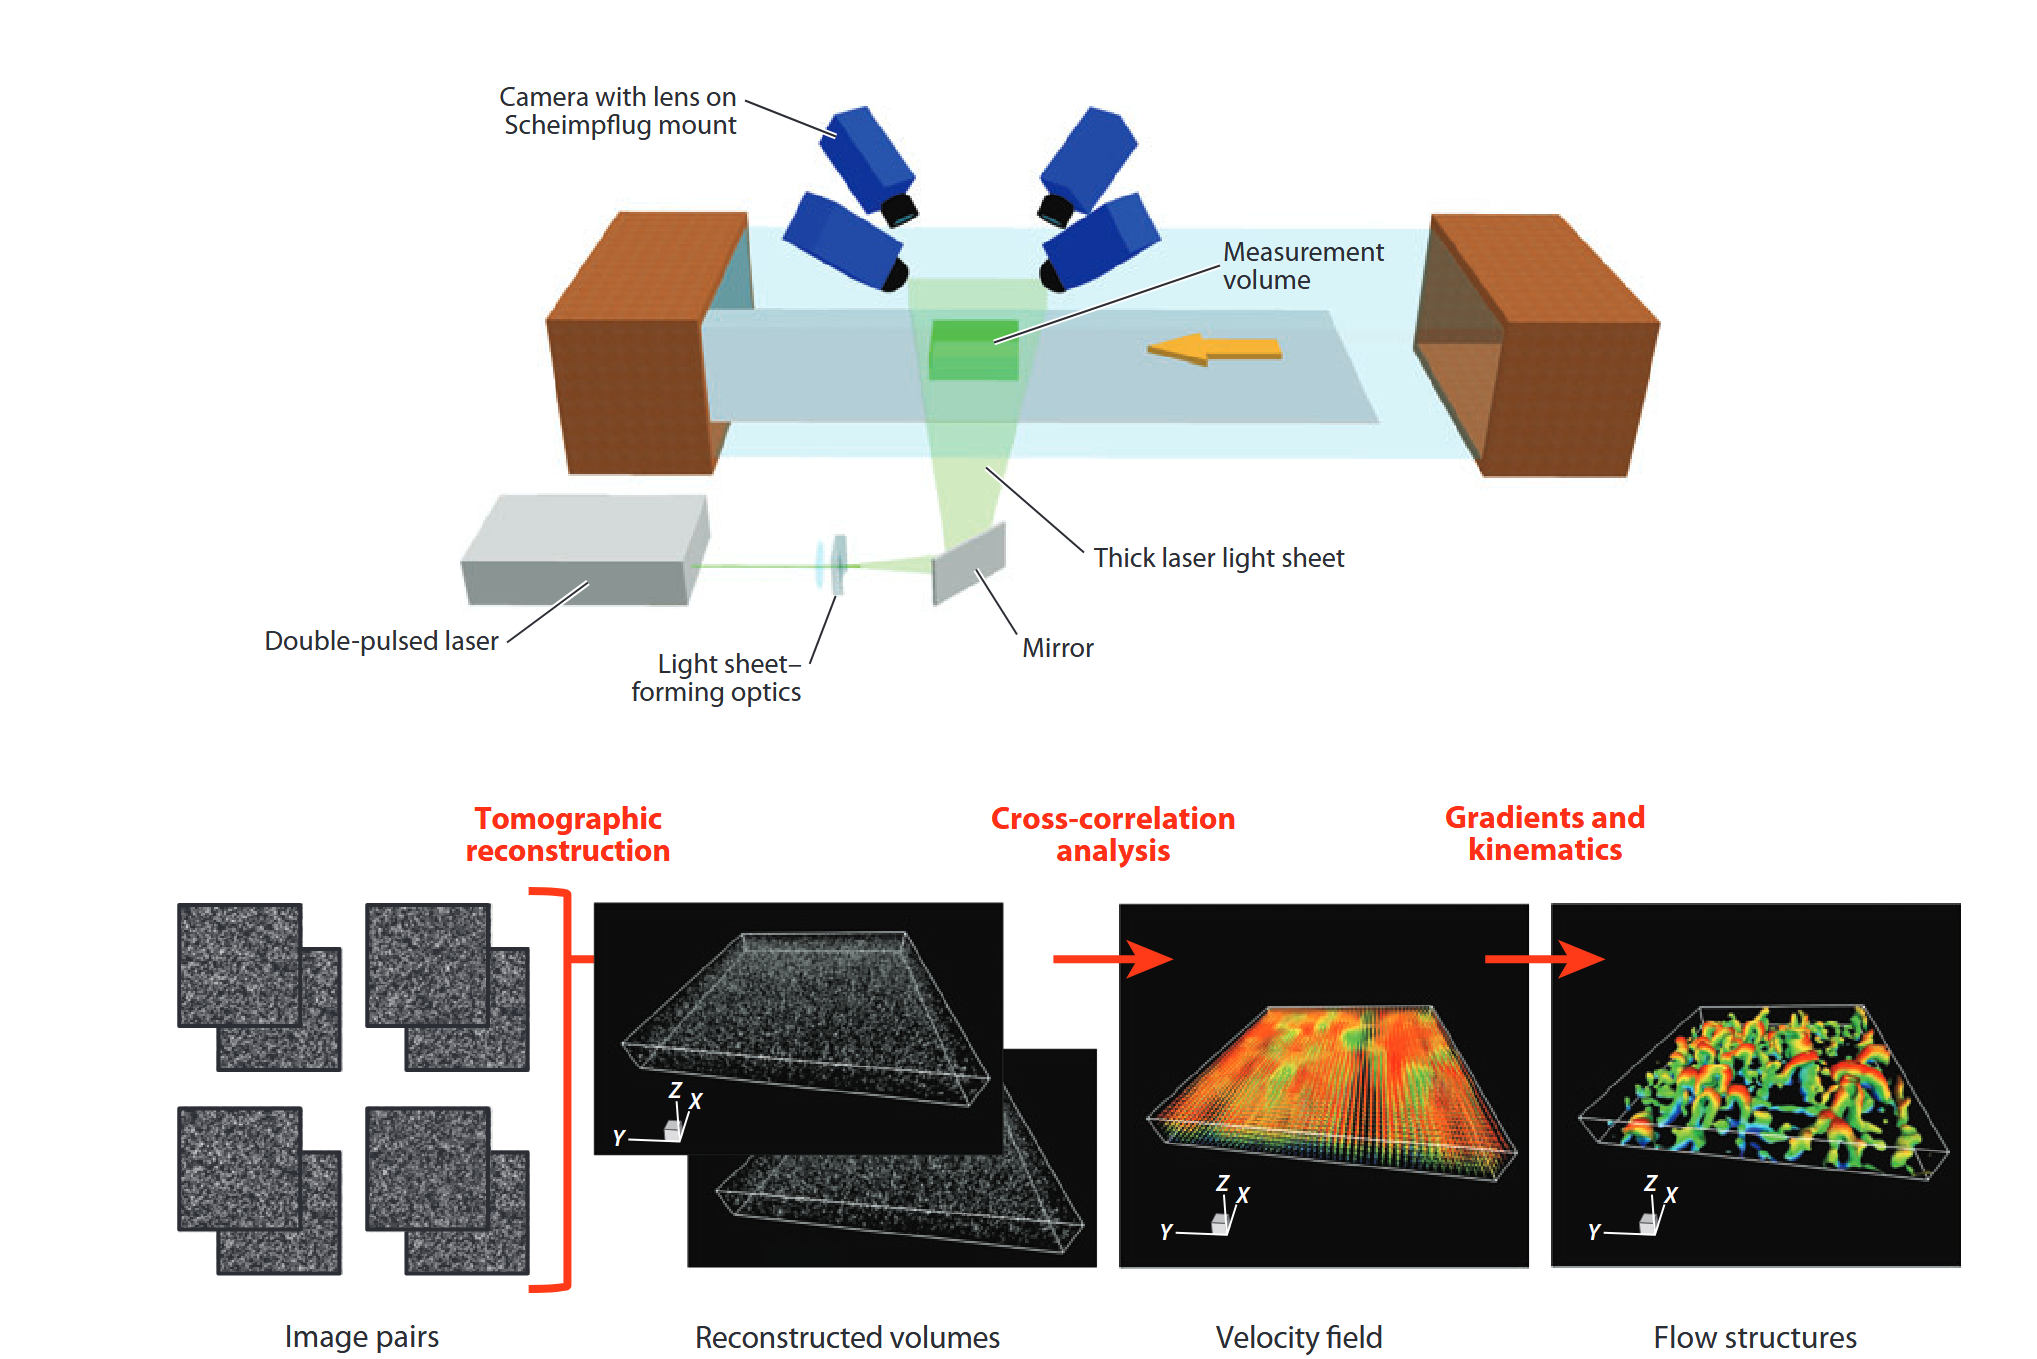 Camera with lens on
Scheimpflug mount
Measurement
volume
Thick laser light sheet
Double-pulsed laser
Mirror
Light sheet–
forming optics
Tomographic
reconstruction
Cross-correlation
analysis
Gradients and
kinematics
Z
X
Y
Z
X
Y
Z
X
Y
Image pairs
Reconstructed volumes
Velocity field
Flow structures